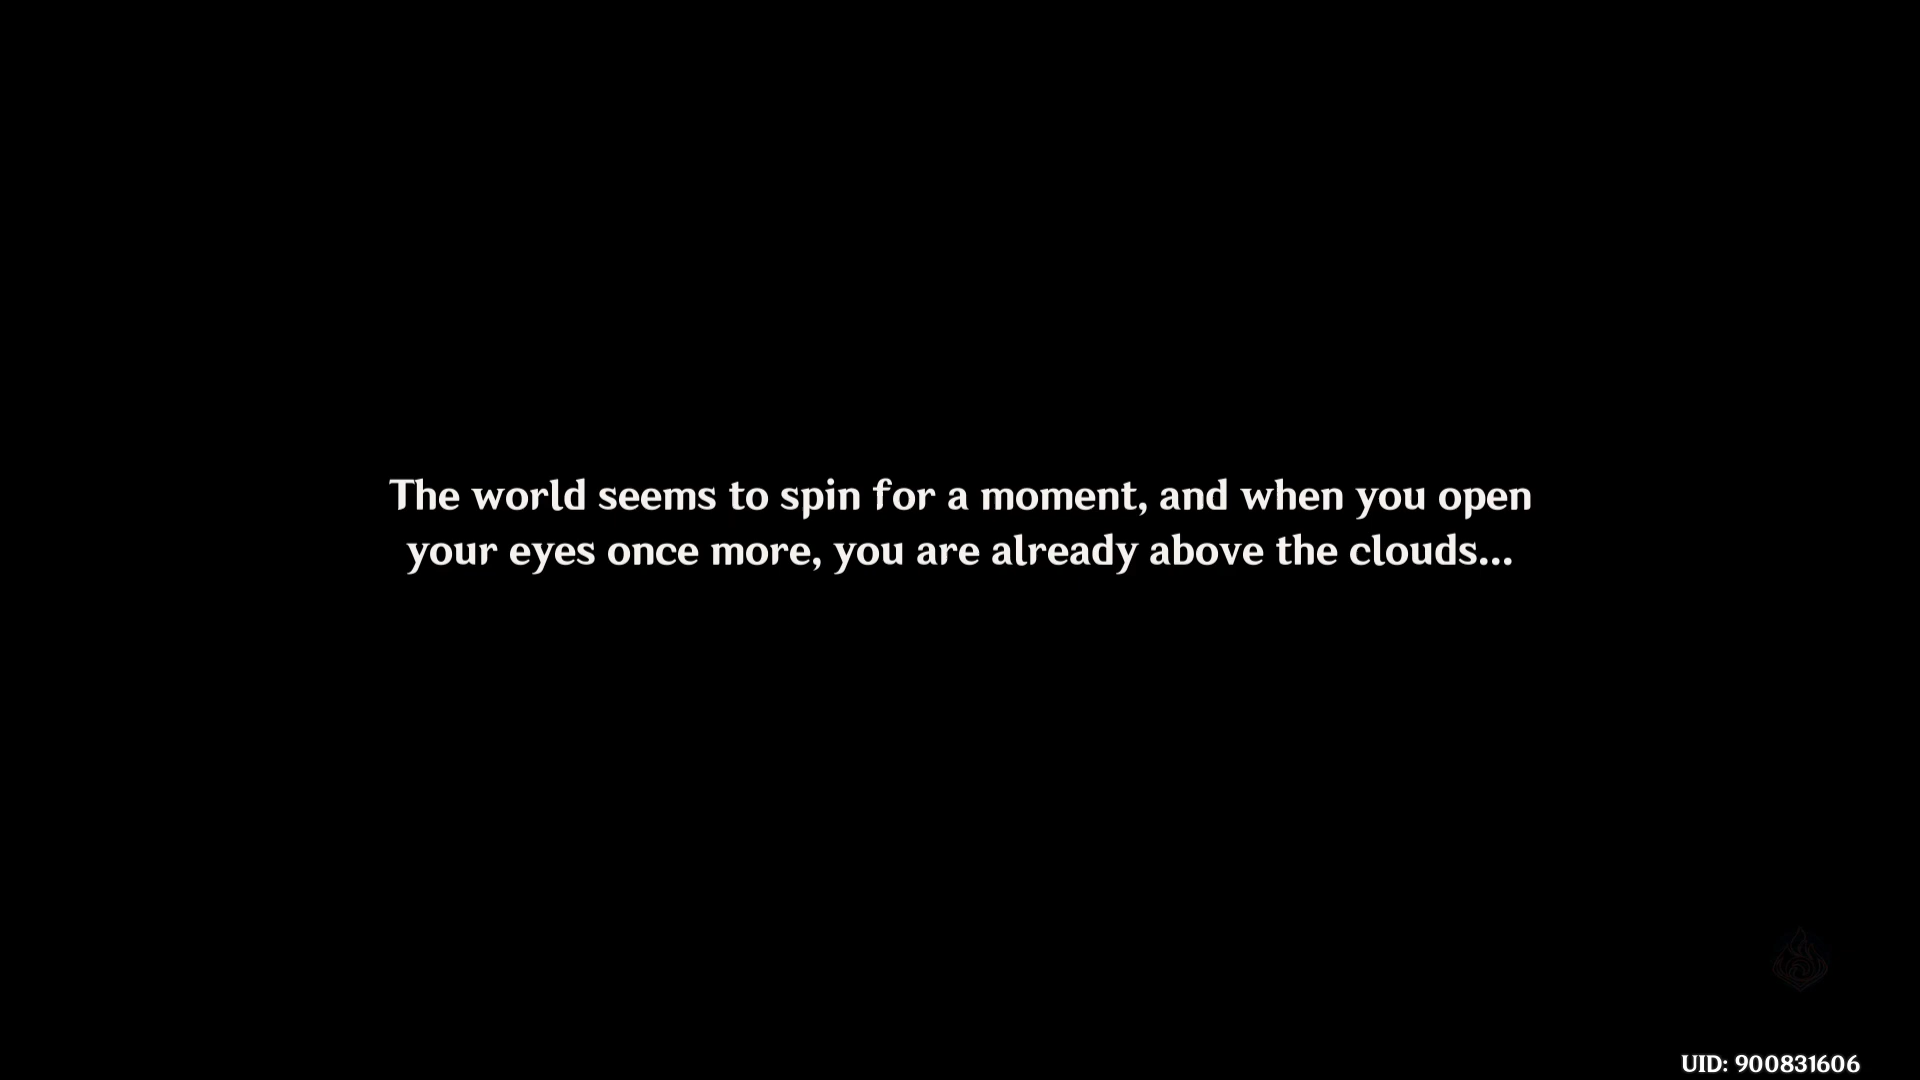 The world seems to spin for a moment, and when you open
your eyes once more, you are already above the clouds...
UID: 900831606